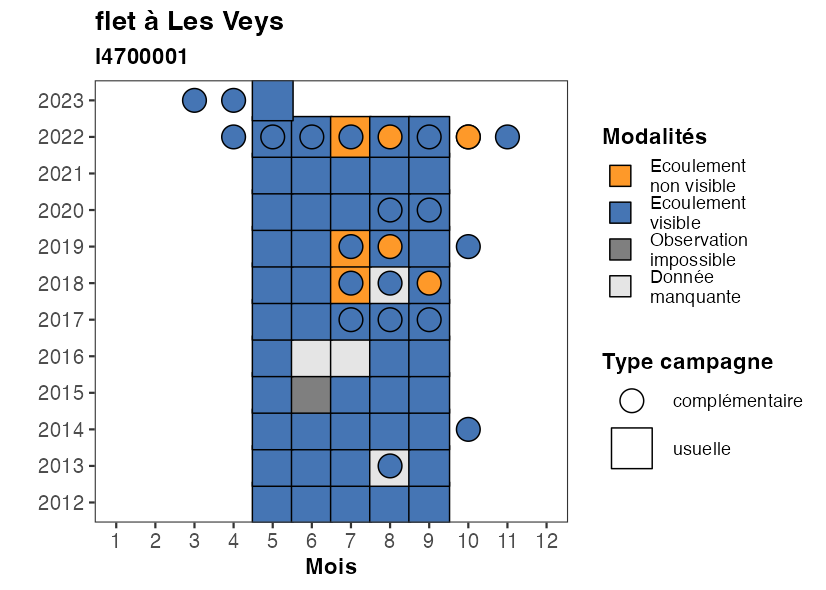 flet à Les Veys
I4700001
2023
2022
2021
2020
2019
2018
2017
2016
2015
2014
2013
2012
1 2 3 4 5 6 7 8 9 10 11 12
Mois
Modalités
Ecoulement
non visible
Ecoulement
visible
Observation
impossible
Donnée
manquante
Type campagne
complémentaire
usuelle